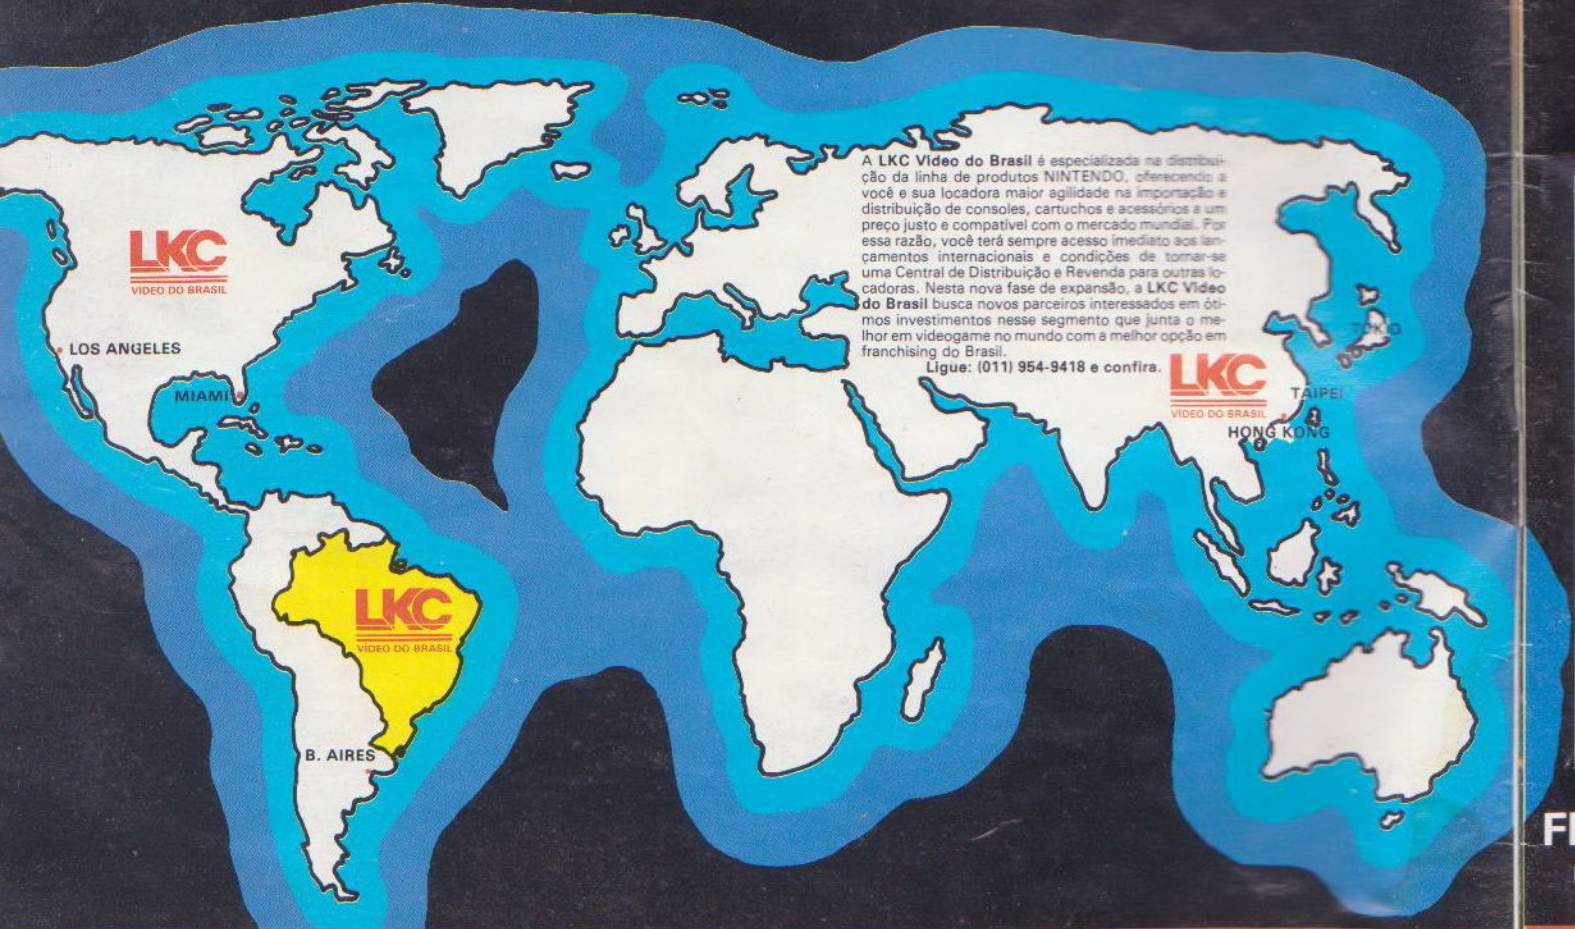 A LKC Vídeo do Brasil é especializada na distribui-
ção da linha de produtos NINTENDO, oferecendo a
você e sua locadora maior agilidade na importação e
distribuição de consoles, cartuchos e acessórios a um
preço justo e compatível com o mercado mundial. Por
essa razão, você terá sempre acesso imediato aos lan-
çamentos internacionais e condições de tornar-se
uma Central de Distribuição e Revenda para outras lo-
cadoras. Nesta nova fase de expansão, a LKC Vídeo
do Brasil busca novos parceiros interessados em óti-
mos investimentos nesse segmento que junta o me-
lhor em videogame no mundo com a melhor opção em
franchising do Brasil.
Ligue: (011) 954-9418 e confira.
LKC
VÍDEO DO BRASIL
LOS ANGELES
MIAMI
LKC
VÍDEO DO BRASIL
TOKIO
TAIPEI
HONG KONG
LKC
VÍDEO DO BRASIL
B. AIRES